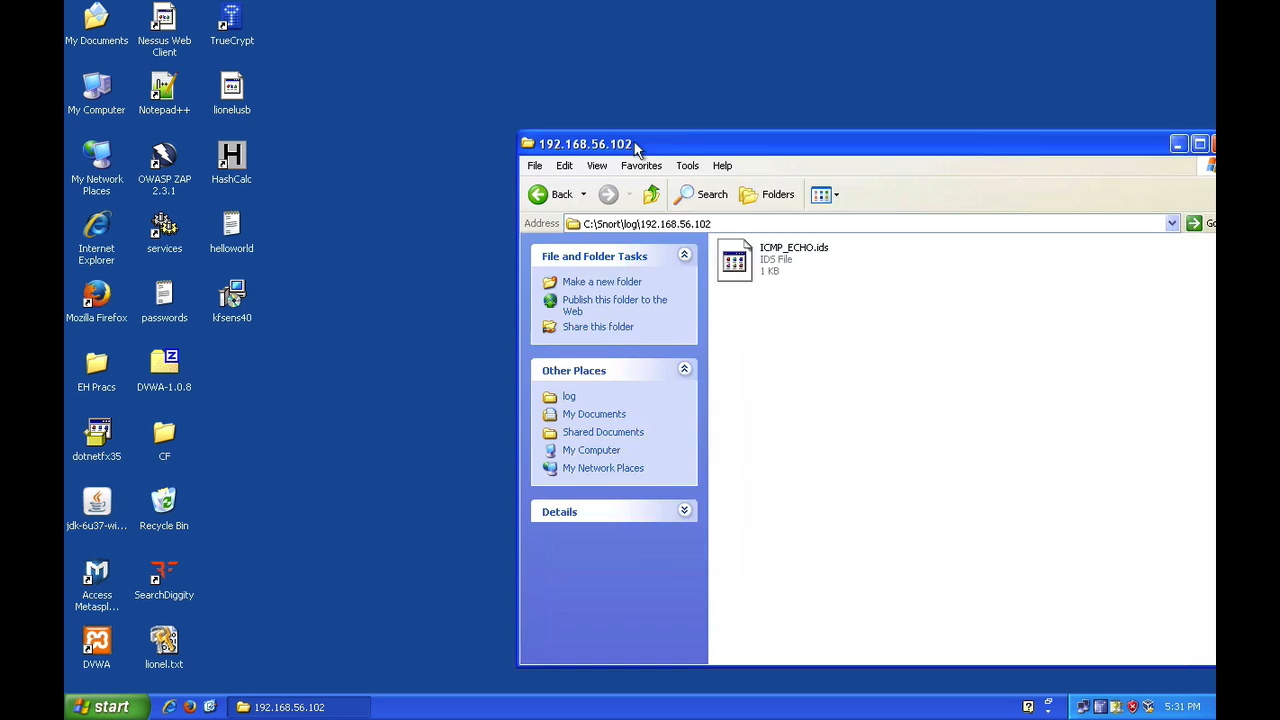 My Documents
Nessus Web
Client
TrueCrypt
My Computer
Notepad++
lionelusb
My Network
Places
OWASP ZAP
2.3.1
HashCalc
Internet
Explorer
services
helloworld
Mozilla Firefox
passwords
kfsens40
EH Pracs
DVWA-1.0.8
dotnetfx35
CF
jdk-6u37-wi...
Recycle Bin
Access
Metaspl...
SearchDiggity
DVWA
lionel.txt
192.168.56.102
File Edit View Favorites Tools Help
Back Search Folders
Address C:\Snort\log\192.168.56.102 Go
File and Folder Tasks
Make a new folder
Publish this folder to the
Web
Share this folder
Other Places
log
My Documents
Shared Documents
My Computer
My Network Places
Details
ICMP_ECHO.ids
IDS File
1 KB
start 192.168.56.102 5:31 PM